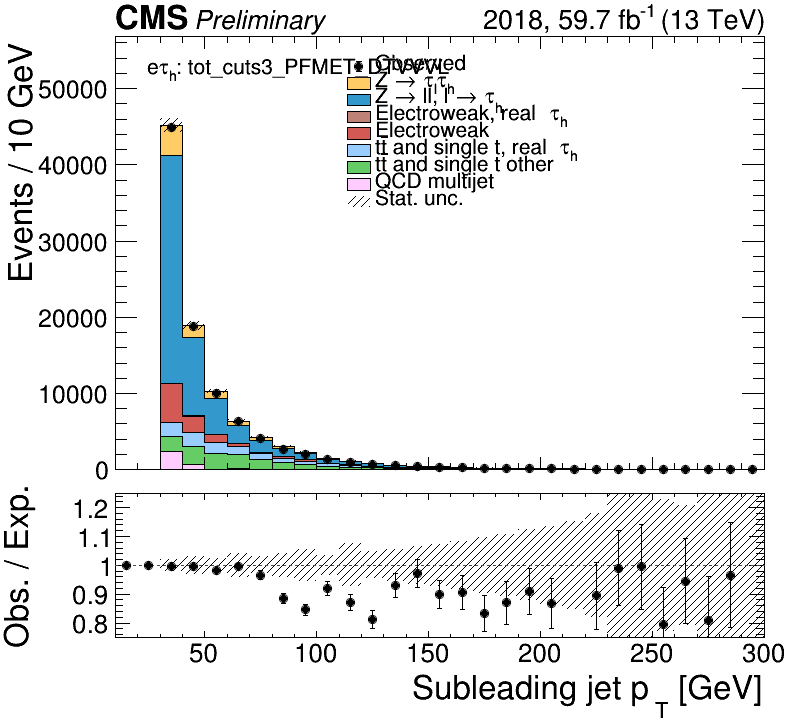 CMS Preliminary 2018, 59.7 fb⁻¹ (13 TeV)
eτh: tot_cuts3_PFMET
Observed
Z → ττh
Z → ll, l → τh
Electroweak, real τh
Electroweak
tt̄ and single t, real τh
tt̄ and single t other
QCD multijet
Stat. unc.
Events / 10 GeV
50000
40000
30000
20000
10000
0
Obs. / Exp.
1.2
1.1
1
0.9
0.8
50 100 150 200 250 300
Subleading jet pT [GeV]